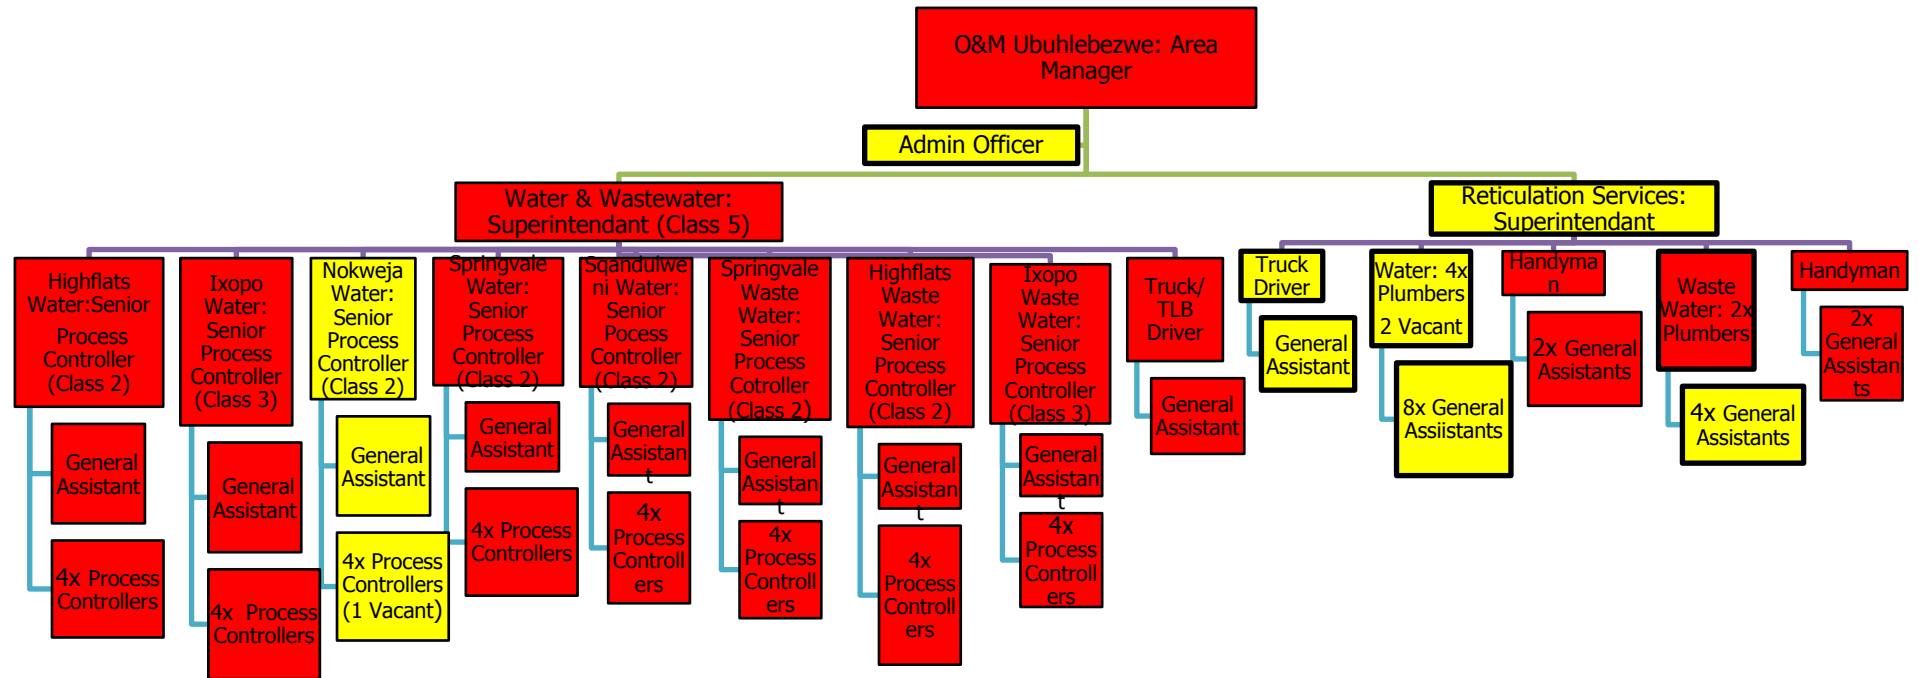 O&M Ubuhlebezwe: Area
Manager
Admin Officer
Water & Wastewater:
Superintendant (Class 5)
Reticulation Services:
Superintendant
Highflats
Water:Senior
Process
Controller
(Class 2)
General
Assistant
4x Process
Controllers
Ixopo
Water:
Senior
Process
Controller
(Class 3)
General
Assistant
4x Process
Controllers
Nokweja
Water:
Senior
Process
Controller
(Class 2)
General
Assistant
4x Process
Controllers
(1 Vacant)
Springvale
Water:
Senior
Process
Controller
(Class 2)
General
Assistant
4x Process
Controllers
Sqandulwe
ni Water:
Senior
Pocess
Controller
(Class 2)
General
Assistan
t
4x
Process
Controll
ers
Springvale
Waste
Water:
Senior
Process
Cotroller
(Class 2)
General
Assistan
t
4x
Process
Controll
ers
Highflats
Waste
Water:
Senior
Process
Controller
(Class 2)
General
Assistan
t
4x
Process
Controll
ers
Ixopo
Waste
Water:
Senior
Process
Controller
(Class 3)
General
Assistan
t
4x
Process
Controll
ers
Truck/
TLB
Driver
General
Assistant
Truck
Driver
General
Assistant
Water: 4x
Plumbers
2 Vacant
8x General
Assiistants
Handyma
n
2x General
Assistants
Waste
Water: 2x
Plumbers
4x General
Assistants
Handyman
2x
General
Assistan
ts